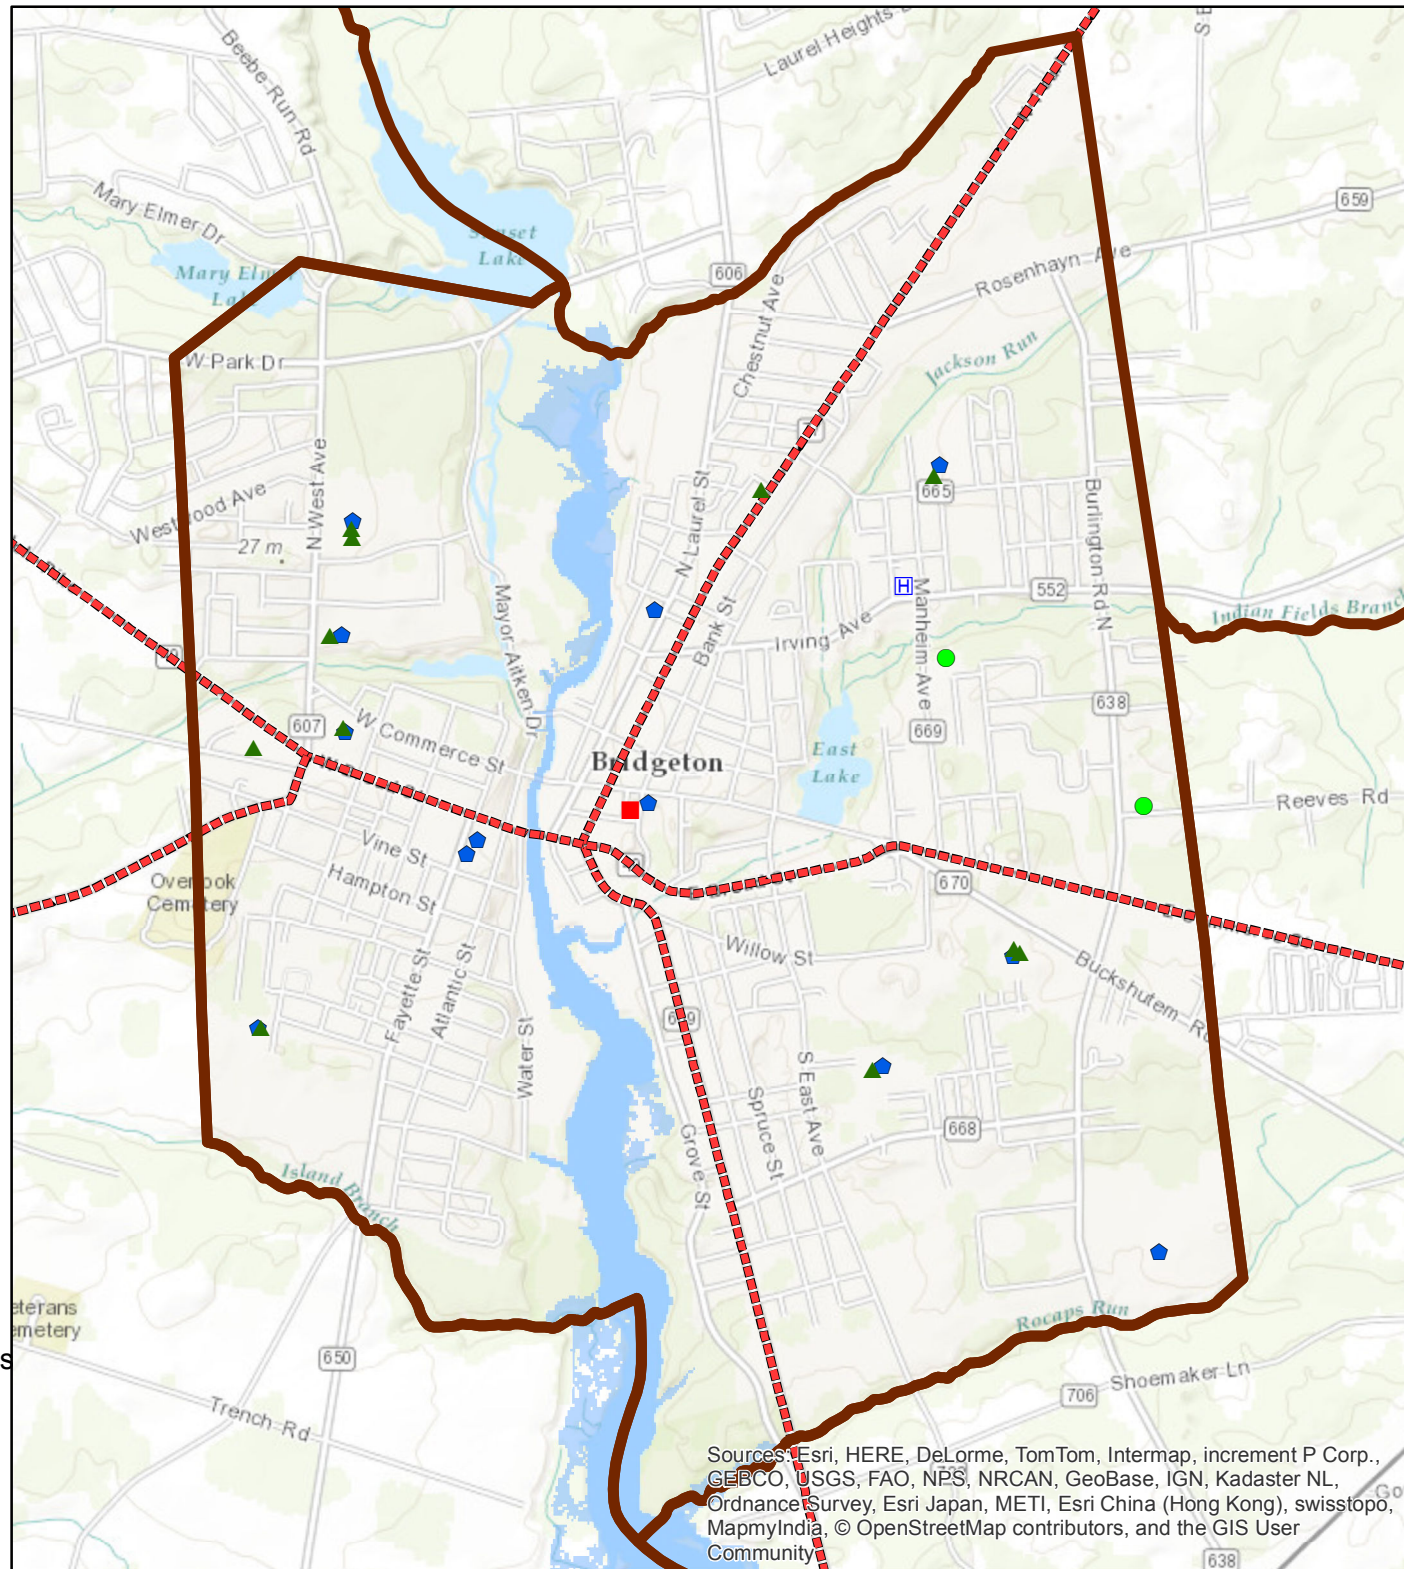 Laurel Heights
Beebe-Run-Rd
659
Mary Elmer Dr
Sunset
Lake
Rosenhayn Ave
606
Mary Elmer
Lake
Chestnut Ave
W Park Dr
Jackson Run
N West Ave
N Laurel St
665
Burlington Rd N
Westwood Ave
27 m
H
552
Indian Fields Branch
Mayor Aitken Dr
Bank St
Irving Ave
Manheim-Ave
638
607
W Commerce St
669
Bridgeton
East
Lake
Reeves Rd
Vine St
Hampton St
Overlook
Cemetery
670
E Broad St
Willow St
Buckshutem Rd
Fayette St
Atlantic St
Water St
S East Ave
Spruce St
668
Grove St
Island Branch
Rocaps Run
eterans
emetery
s
650
706
Shoemaker Ln
Trench Rd
Sources: Esri, HERE, DeLorme, TomTom, Intermap, increment P Corp.,
GEBCO, USGS, FAO, NPS, NRCAN, GeoBase, IGN, Kadaster NL,
Ordnance Survey, Esri Japan, METI, Esri China (Hong Kong), swisstopo,
MapmyIndia, © OpenStreetMap contributors, and the GIS User
Community
638